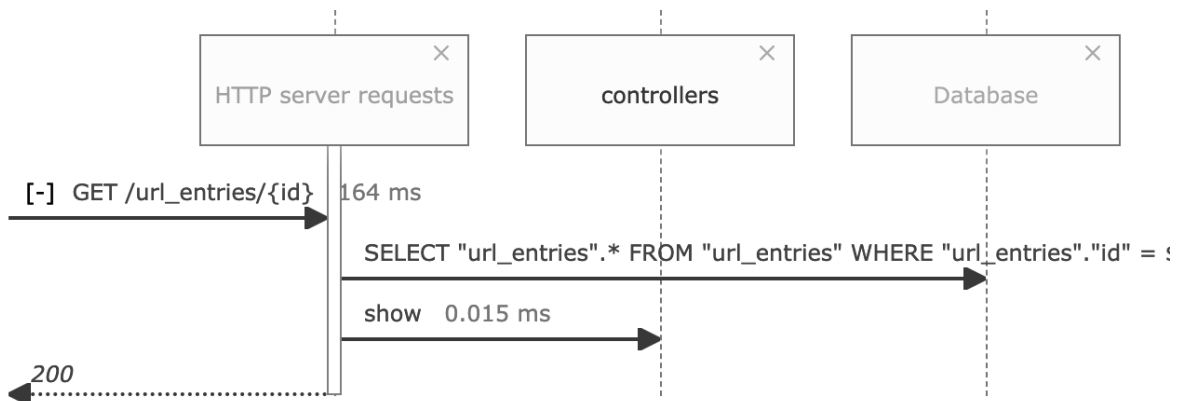 HTTP server requests
controllers
Database
[-] GET /url_entries/{id} 164 ms
SELECT "url_entries".* FROM "url_entries" WHERE "url_entries"."id" =
show 0.015 ms
200